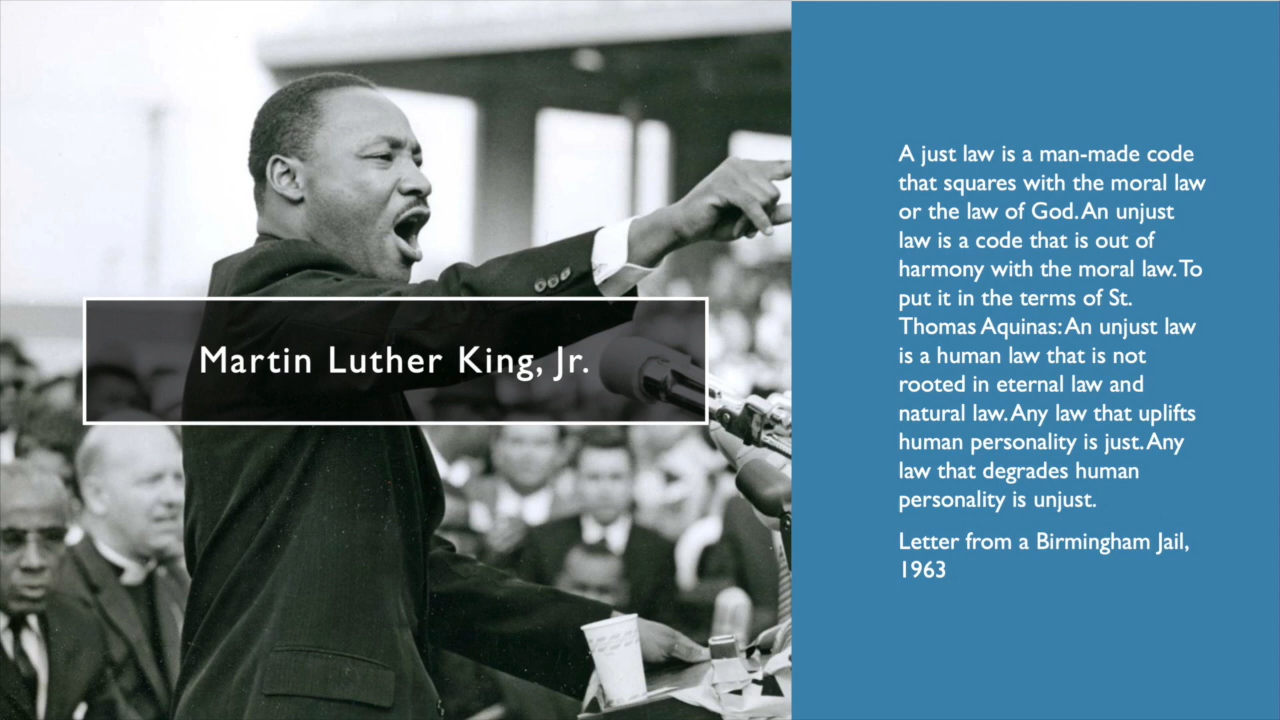 Martin Luther King, Jr.
A just law is a man-made code
that squares with the moral law
or the law of God. An unjust
law is a code that is out of
harmony with the moral law. To
put it in the terms of St.
Thomas Aquinas: An unjust law
is a human law that is not
rooted in eternal law and
natural law. Any law that uplifts
human personality is just. Any
law that degrades human
personality is unjust.
Letter from a Birmingham Jail,
1963